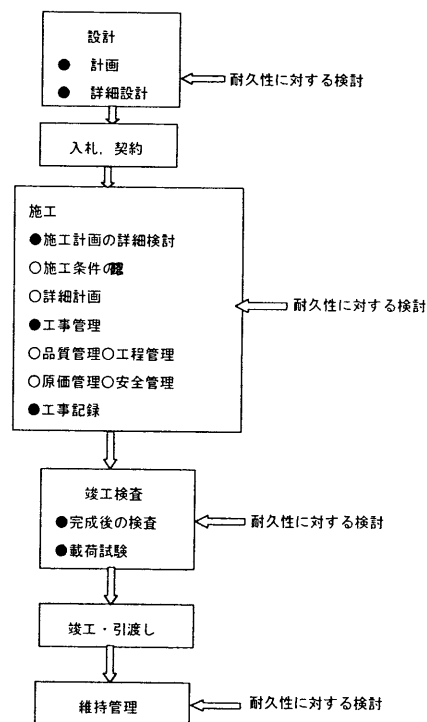 設計
● 計画
● 詳細設計
耐久性に対する検討
入札, 契約
施工
●施工計画の詳細検討
○施工条件の
○詳細計画
●工事管理
○品質管理○工程管理
○原価管理○安全管理
●工事記録
耐久性に対する検討
竣工検査
●完成後の検査
●載荷試験
耐久性に対する検討
竣工・引渡し
維持管理
耐久性に対する検討